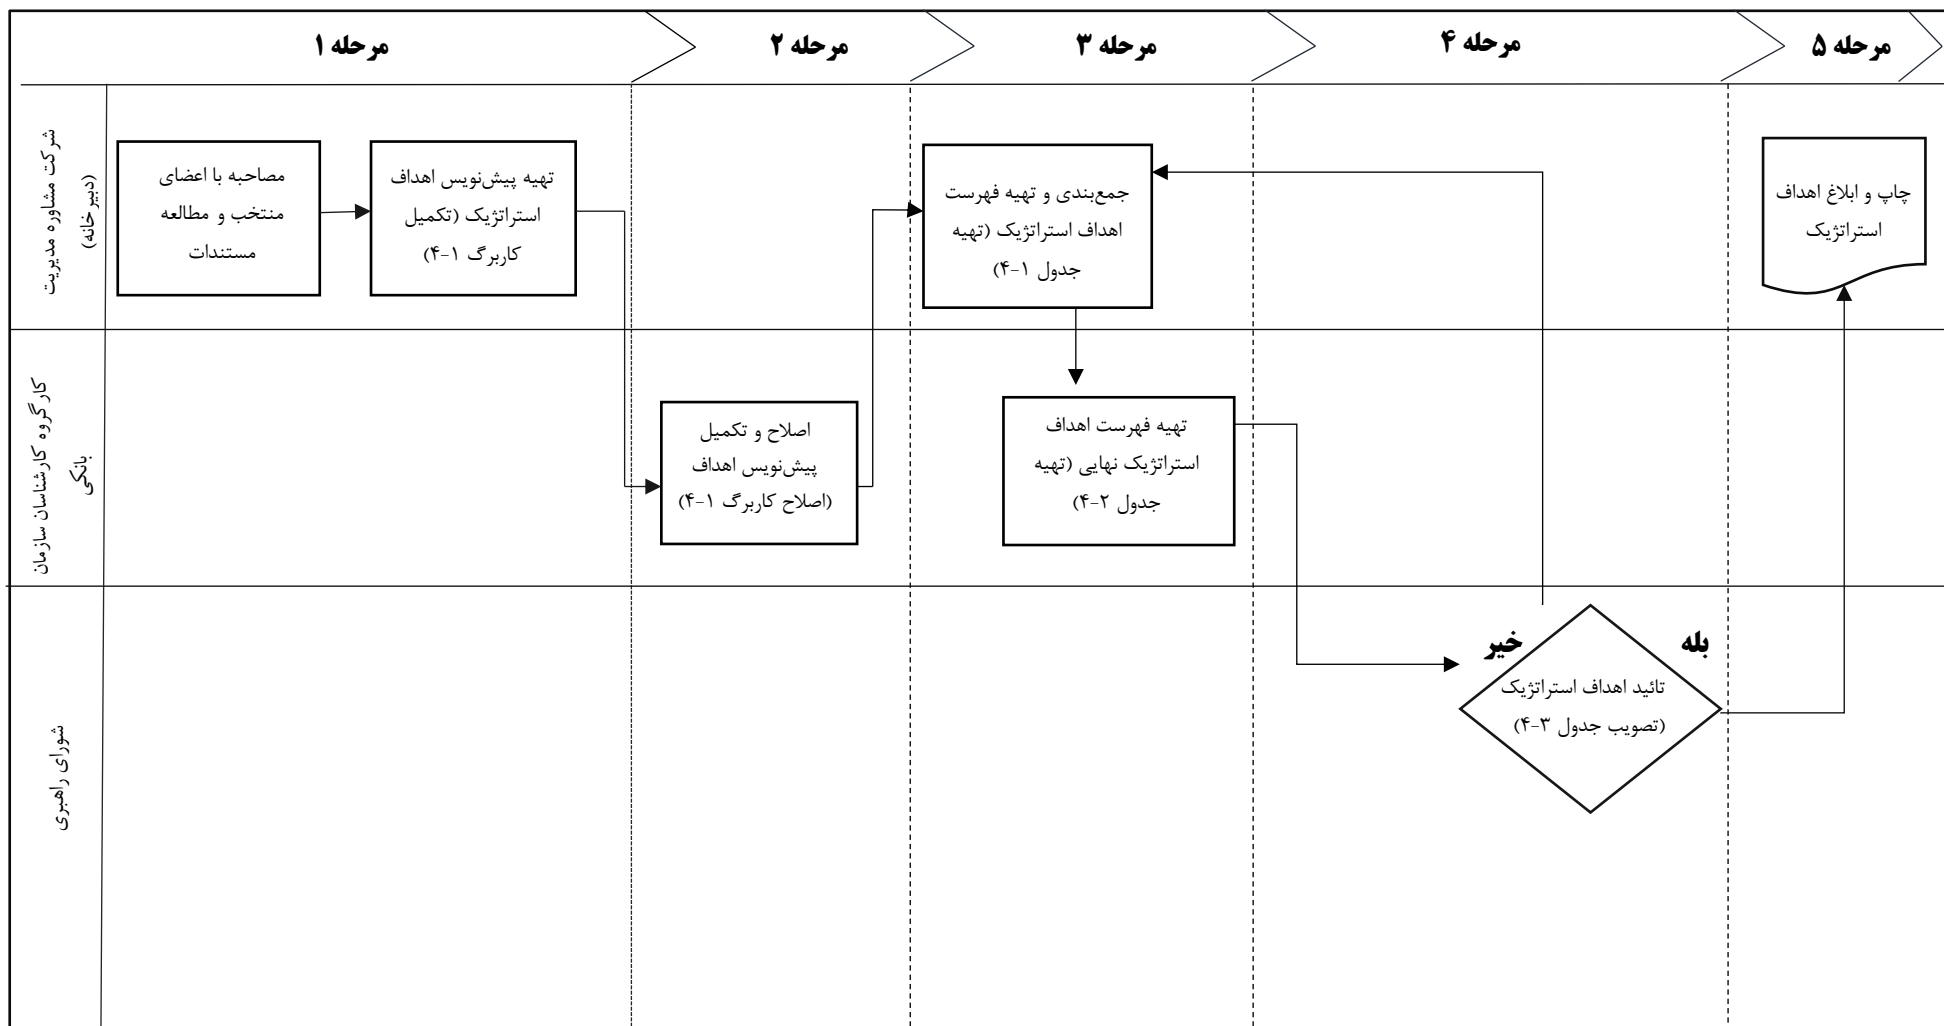 مرحله ۱
مرحله ۲
مرحله ۳
مرحله ۴
مرحله ۵
شرکت مشاوره مدیریت
(دبیرخانه)
مصاحبه با اعضای
منتخب و مطالعه
مستندات
تهیه پیش‌نویس اهداف
استراتژیک (تکمیل
کاربرگ ۱-۴)
جمع‌بندی و تهیه فهرست
اهداف استراتژیک (تهیه
جدول ۱-۴)
چاپ و ابلاغ اهداف
استراتژیک
کارگروه کارشناسان سازمان
بانکی
اصلاح و تکمیل
پیش‌نویس اهداف
(اصلاح کاربرگ ۱-۴)
تهیه فهرست اهداف
استراتژیک نهایی (تهیه
جدول ۲-۴)
شورای راهبری
خیر
بله
تائید اهداف استراتژیک
(تصویب جدول ۳-۴)